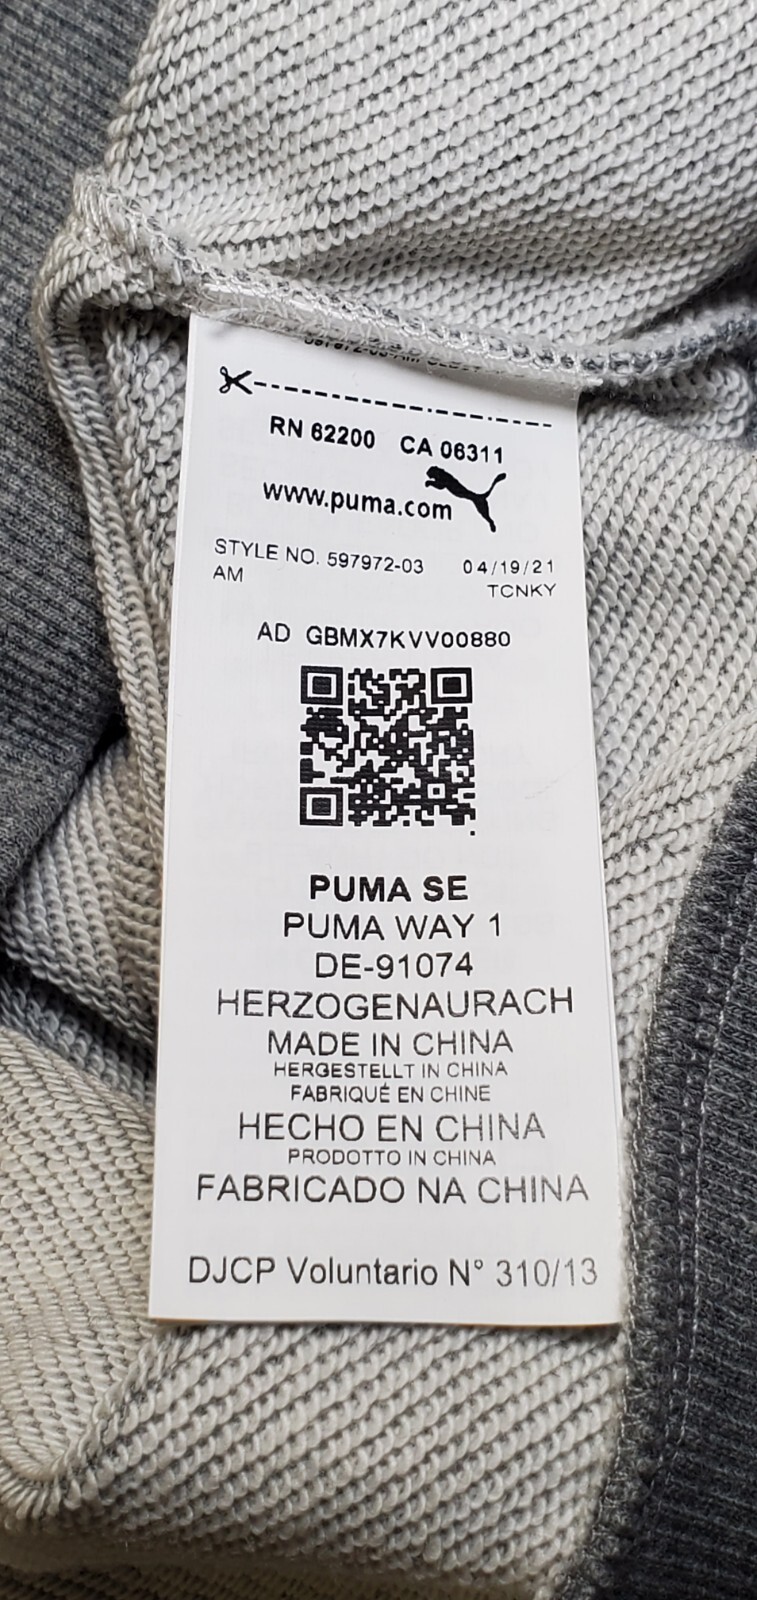 RN 62200 CA 06311
www.puma.com
STYLE NO. 597972-03 04/19/21
AM TCNKY
AD GBMX7KVV00880
PUMA SE
PUMA WAY 1
DE-91074
HERZOGENAURACH
MADE IN CHINA
HERGESTELLT IN CHINA
FABRIQUÉ EN CHINE
HECHO EN CHINA
PRODOTTO IN CHINA
FABRICADO NA CHINA
DJCP Voluntario N° 310/13